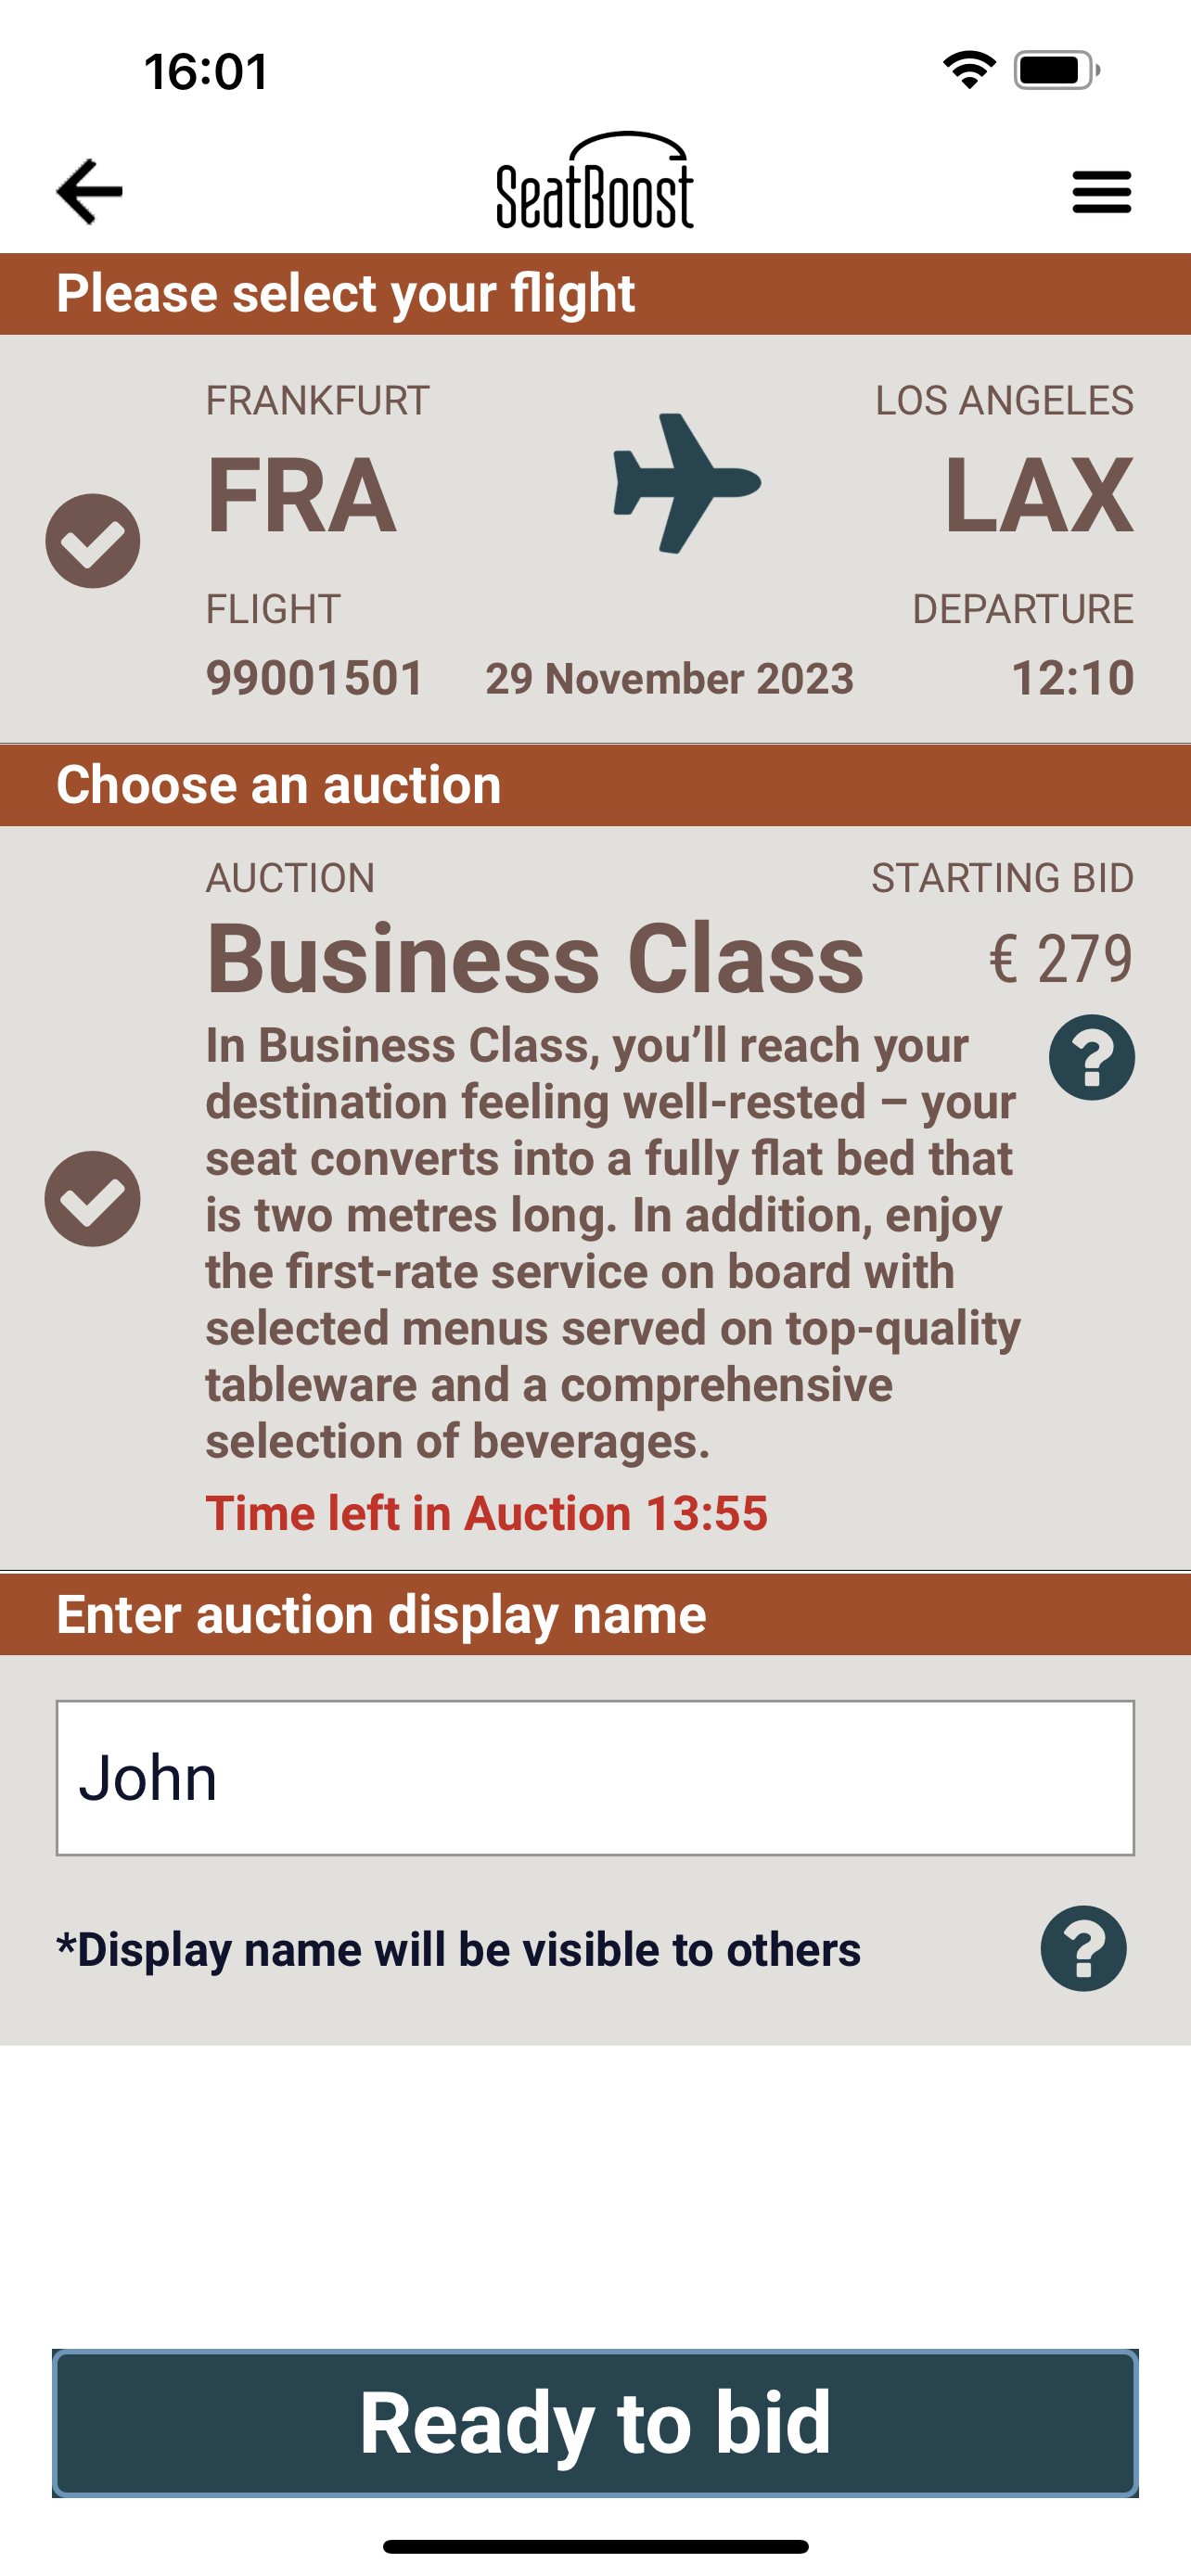 16:01
SeatBoost
Please select your flight
FRANKFURT LOS ANGELES
FRA LAX
FLIGHT DEPARTURE
99001501 29 November 2023 12:10
Choose an auction
AUCTION STARTING BID
Business Class € 279
In Business Class, you’ll reach your
destination feeling well-rested – your
seat converts into a fully flat bed that
is two metres long. In addition, enjoy
the first-rate service on board with
selected menus served on top-quality
tableware and a comprehensive
selection of beverages.
Time left in Auction 13:55
Enter auction display name
John
*Display name will be visible to others
Ready to bid